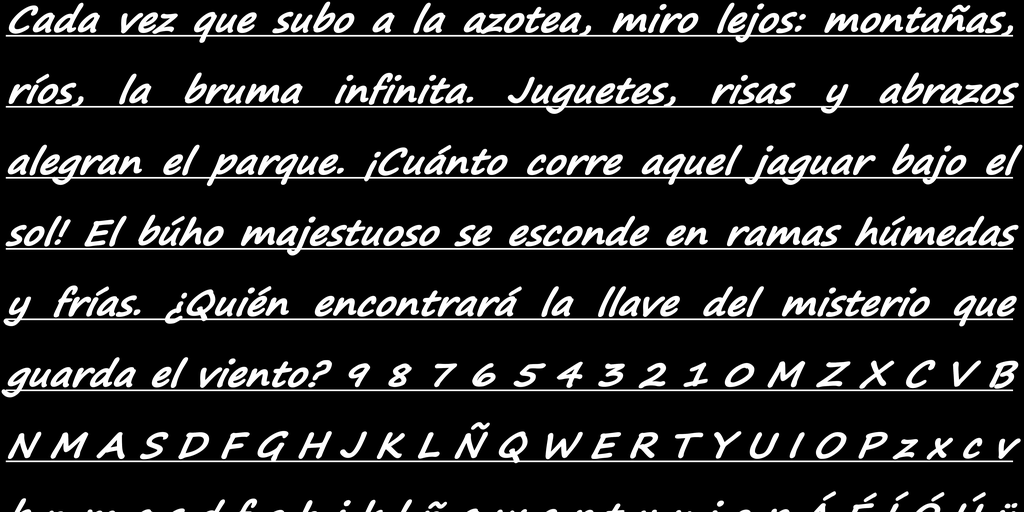 Cada vez que subo a la azotea, miro lejos: montañas,
ríos, la bruma infinita. Juguetes, risas y abrazos
alegran el parque. ¡Cuánto corre aquel jaguar bajo el
sol! El búho majestuoso se esconde en ramas húmedas
y frías. ¿Quién encontrará la llave del misterio que
guarda el viento? 9 8 7 6 5 4 3 2 1 0 M Z X C V B
N M A S D F G H J K L Ñ Q W E R T Y U I O P z x c v